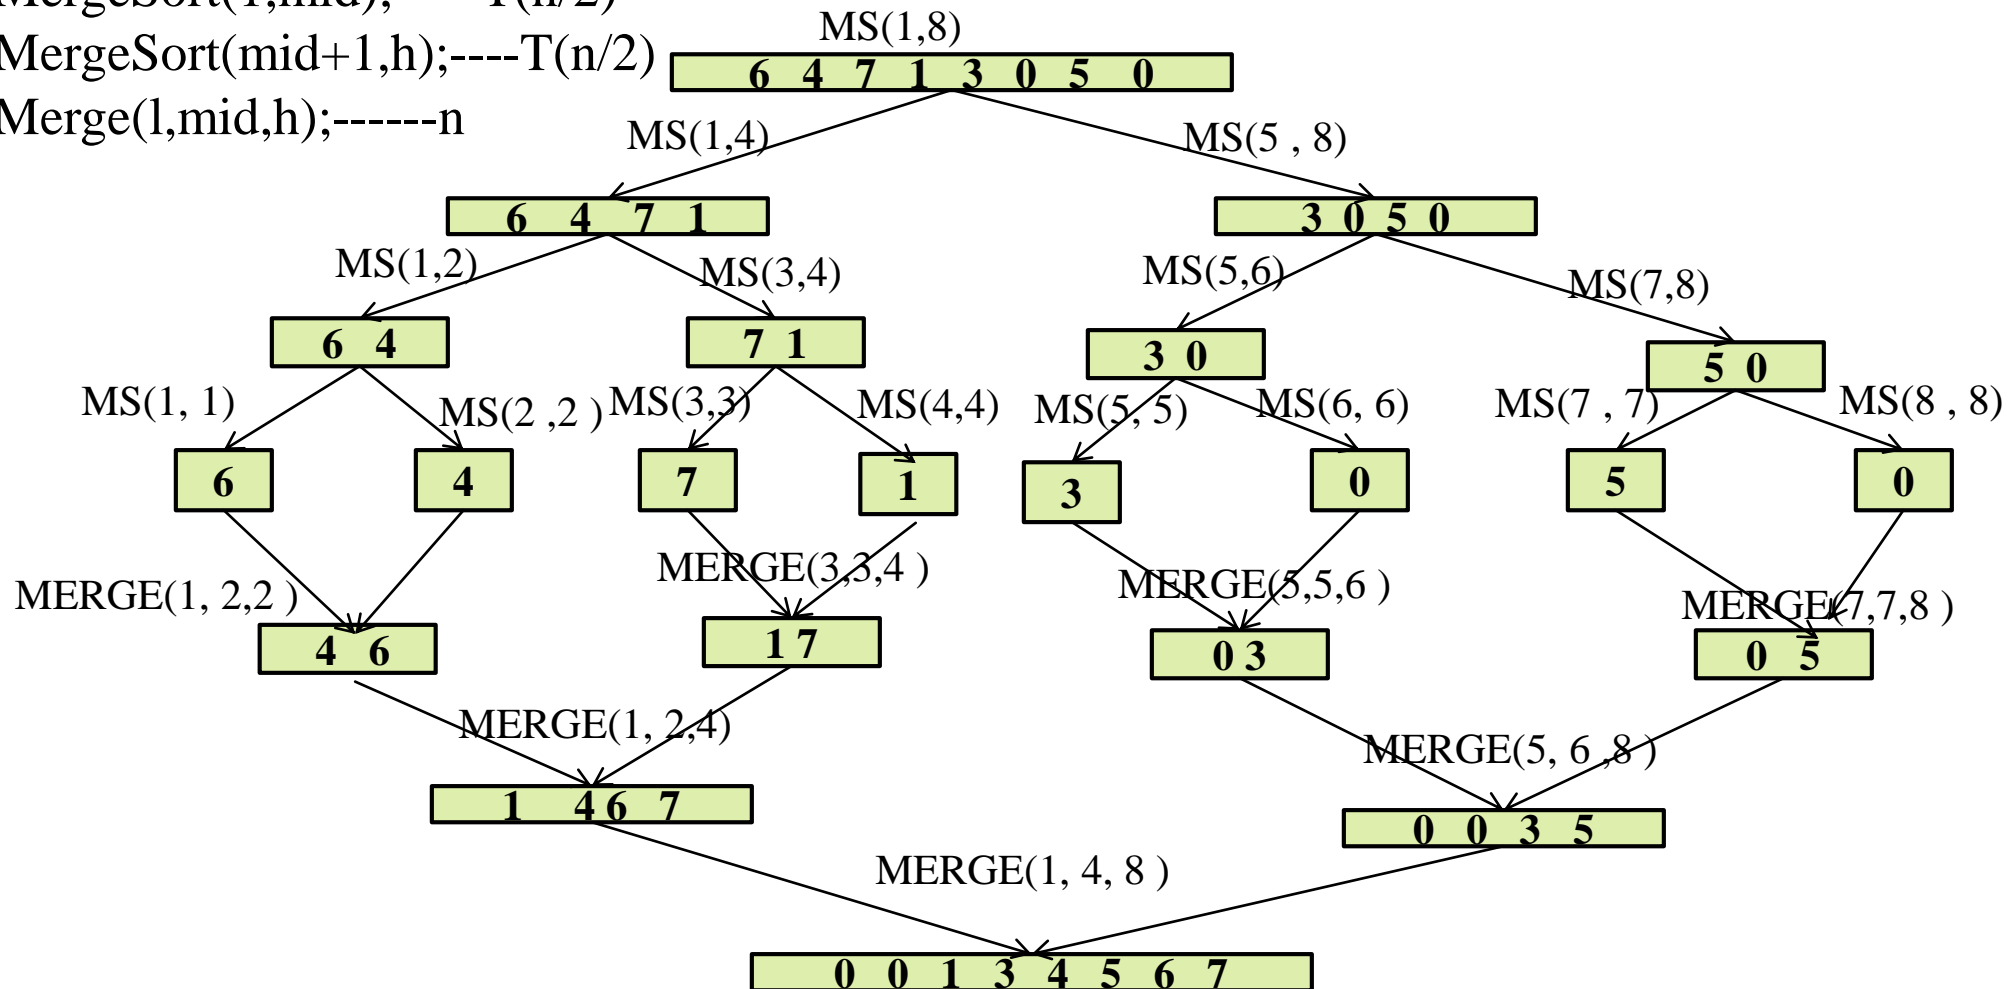 MergeSort(1,mid);-----T(n/2)
MergeSort(mid+1,h);----T(n/2)
Merge(l,mid,h);------n
MS(1,8)
6 4 7 1 3 0 5 0
MS(1,4) MS(5 , 8)
6 4 7 1 3 0 5 0
MS(1,2) MS(3,4) MS(5,6) MS(7,8)
6 4 7 1 3 0 5 0
MS(1, 1) MS(2 ,2 ) MS(3,3) MS(4,4) MS(5, 5) MS(6, 6) MS(7 , 7) MS(8 , 8)
6 4 7 1 3 0 5 0
MERGE(1, 2,2 ) MERGE(3,3,4 ) MERGE(5,5,6 ) MERGE(7,7,8 )
4 6 1 7 0 3 0 5
MERGE(1, 2,4) MERGE(5, 6 ,8 )
1 4 6 7 0 0 3 5
MERGE(1, 4, 8 )
0 0 1 3 4 5 6 7